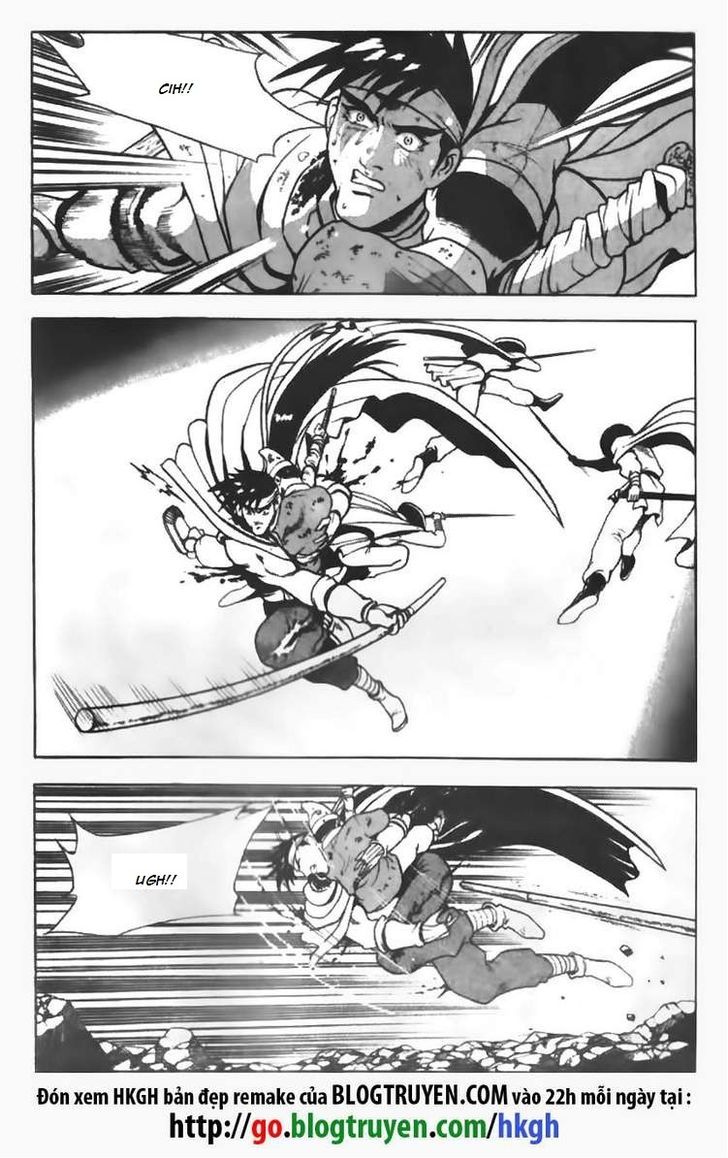 CIH!!
UGH!!
Đón xem HKGH bản đẹp remake của BLOGTRUYEN.COM vào 22h mỗi ngày tại :
http://go.blogtruyen.com/hkgh